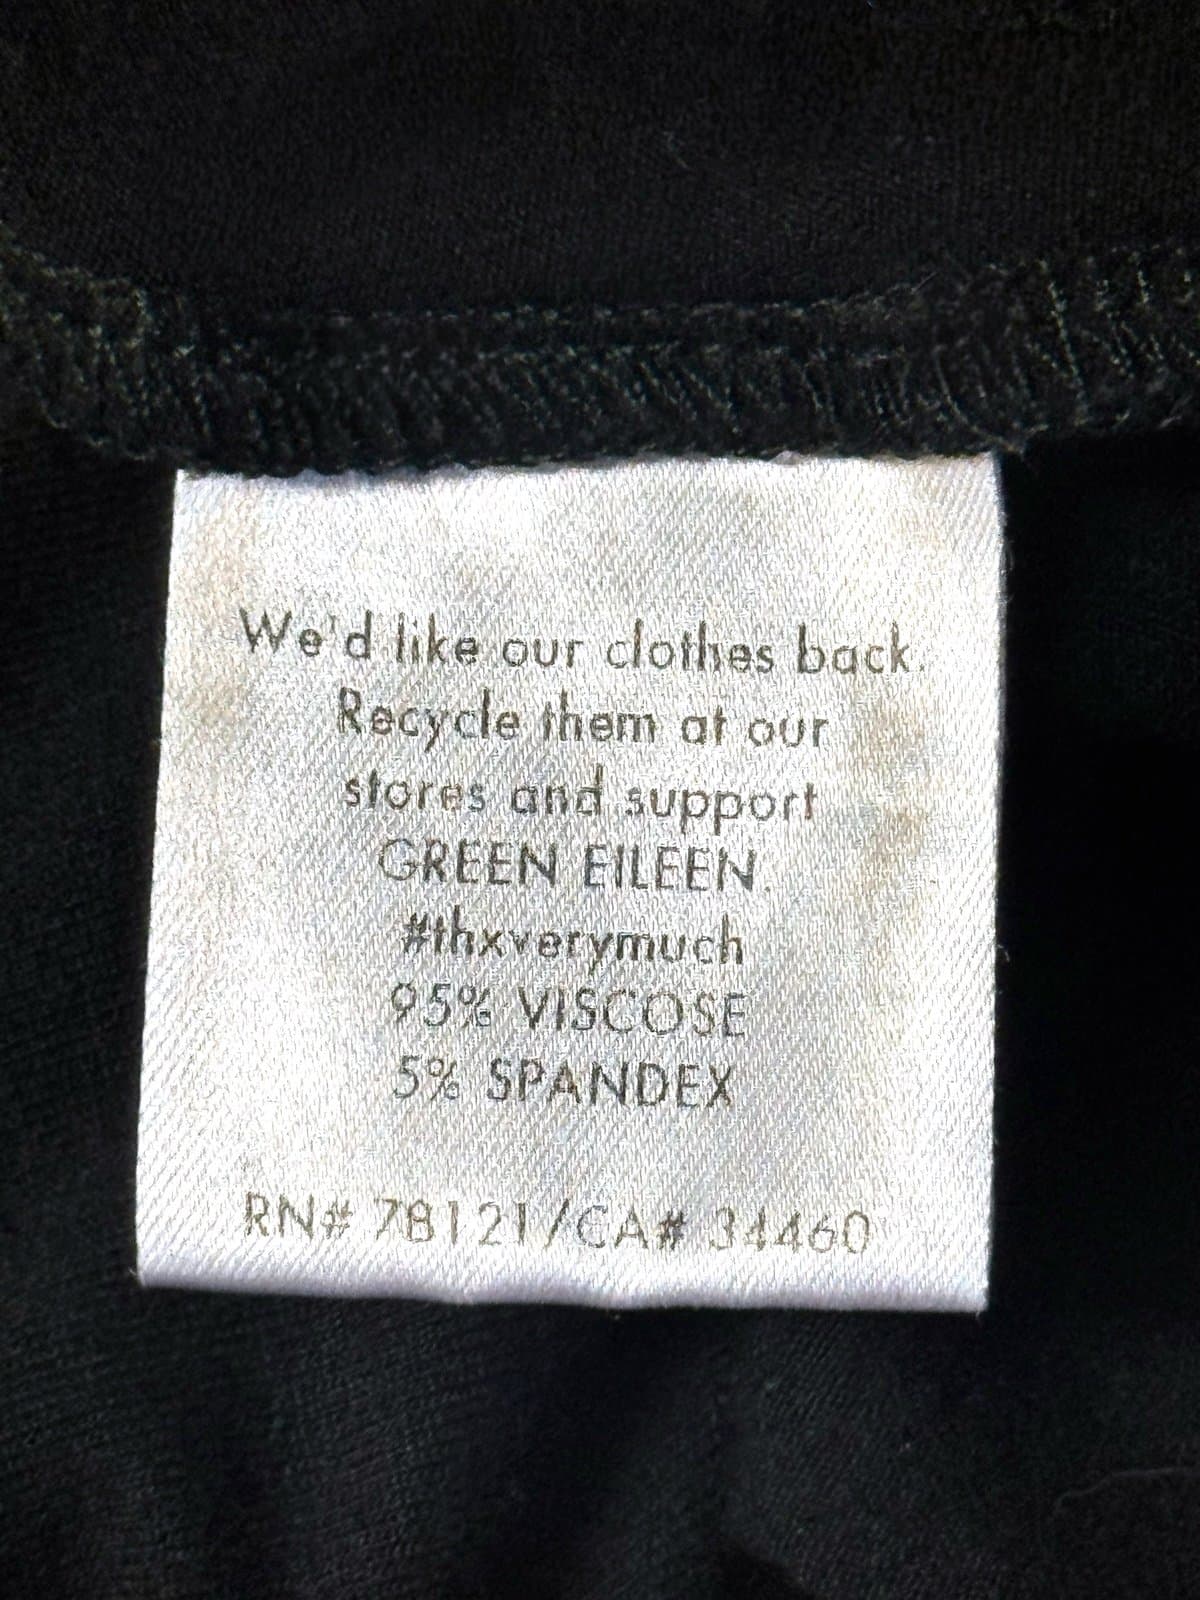 We'd like our clothes back.
Recycle them at our
stores and support
GREEN EILEEN.
#thxverymuch
95% VISCOSE
5% SPANDEX
RN# 78121/CA# 34460